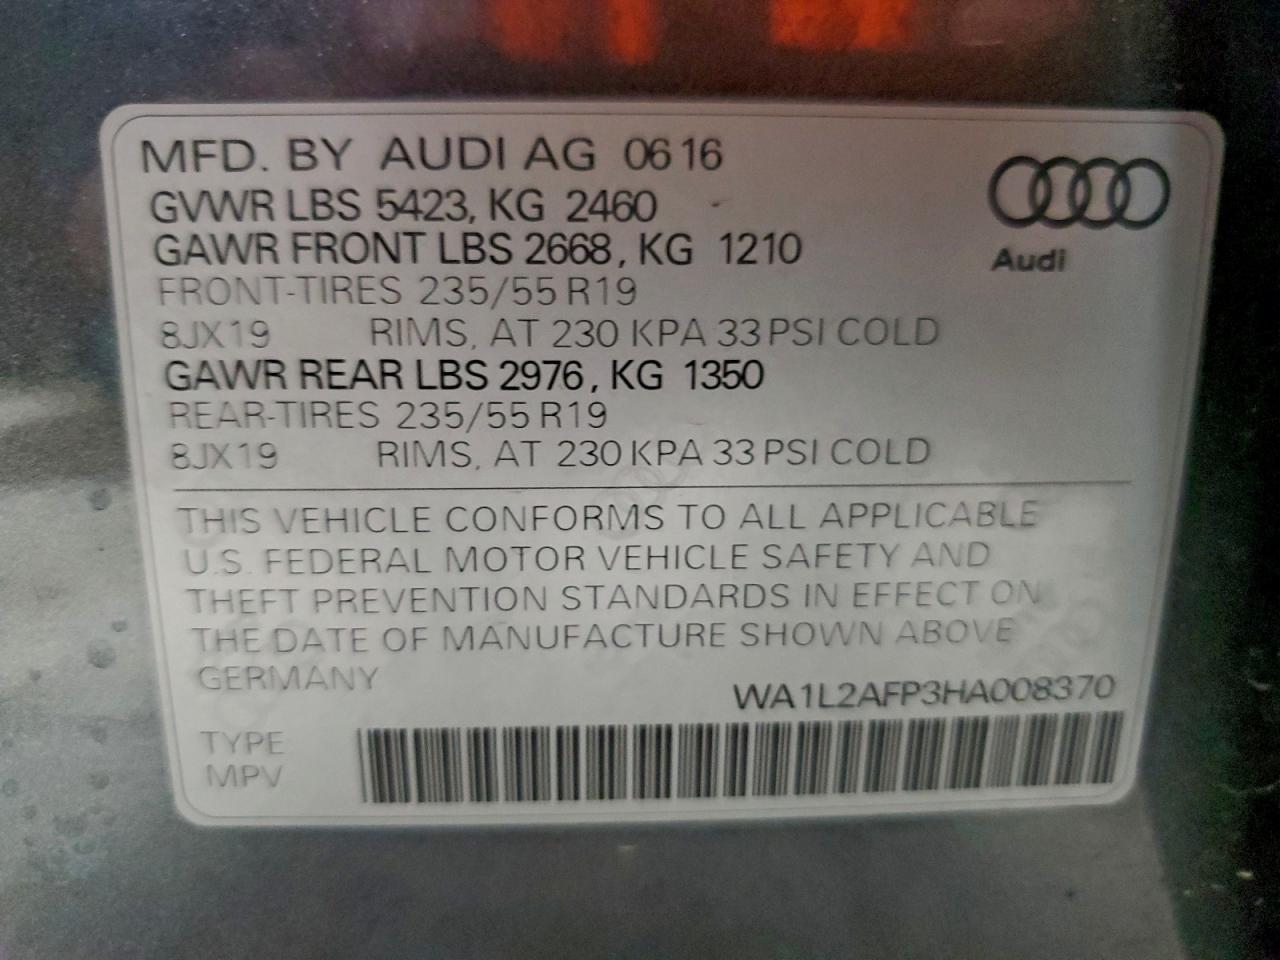 MFD. BY AUDI AG 0616
GVWR LBS 5423, KG 2460
GAWR FRONT LBS 2668, KG 1210
FRONT-TIRES 235/55 R19
8JX19 RIMS, AT 230 KPA 33 PSI COLD
GAWR REAR LBS 2976, KG 1350
REAR-TIRES 235/55 R19
8JX19 RIMS, AT 230 KPA 33 PSI COLD
Audi
THIS VEHICLE CONFORMS TO ALL APPLICABLE
U.S. FEDERAL MOTOR VEHICLE SAFETY AND
THEFT PREVENTION STANDARDS IN EFFECT ON
THE DATE OF MANUFACTURE SHOWN ABOVE
GERMANY
WA1L2AFP3HA008370
TYPE
MPV